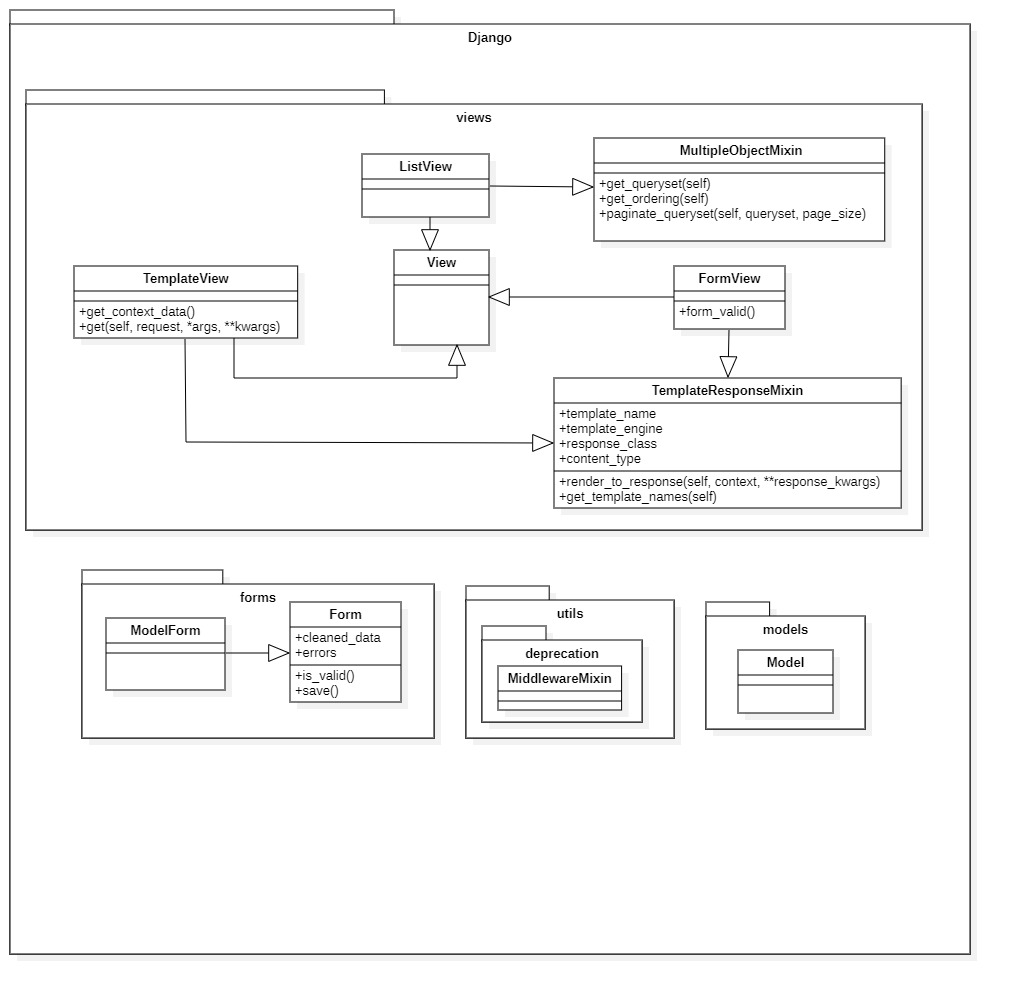 Django
views
ListView
MultipleObjectMixin
+get_queryset(self)
+get_ordering(self)
+paginate_queryset(self, queryset, page_size)
View
TemplateView
+get_context_data()
+get(self, request, *args, **kwargs)
FormView
+form_valid()
TemplateResponseMixin
+template_name
+template_engine
+response_class
+content_type
+render_to_response(self, context, **response_kwargs)
+get_template_names(self)
forms
ModelForm
Form
+cleaned_data
+errors
+is_valid()
+save()
utils
deprecation
MiddlewareMixin
models
Model